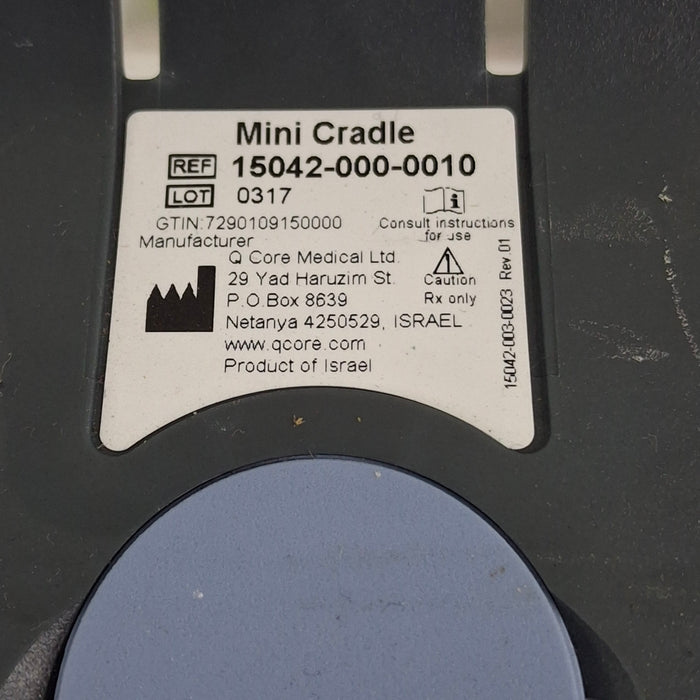 Mini Cradle
REF 15042-000-0010
LOT 0317
GTIN:7290109150000
Consult instructions
for use
Manufacturer
Q Core Medical Ltd.
29 Yad Haruzim St.
P.O.Box 8639
Netanya 4250529, ISRAEL
www.qcore.com
Product of Israel
Caution
Rx only
15042-003-0023 Rev.01